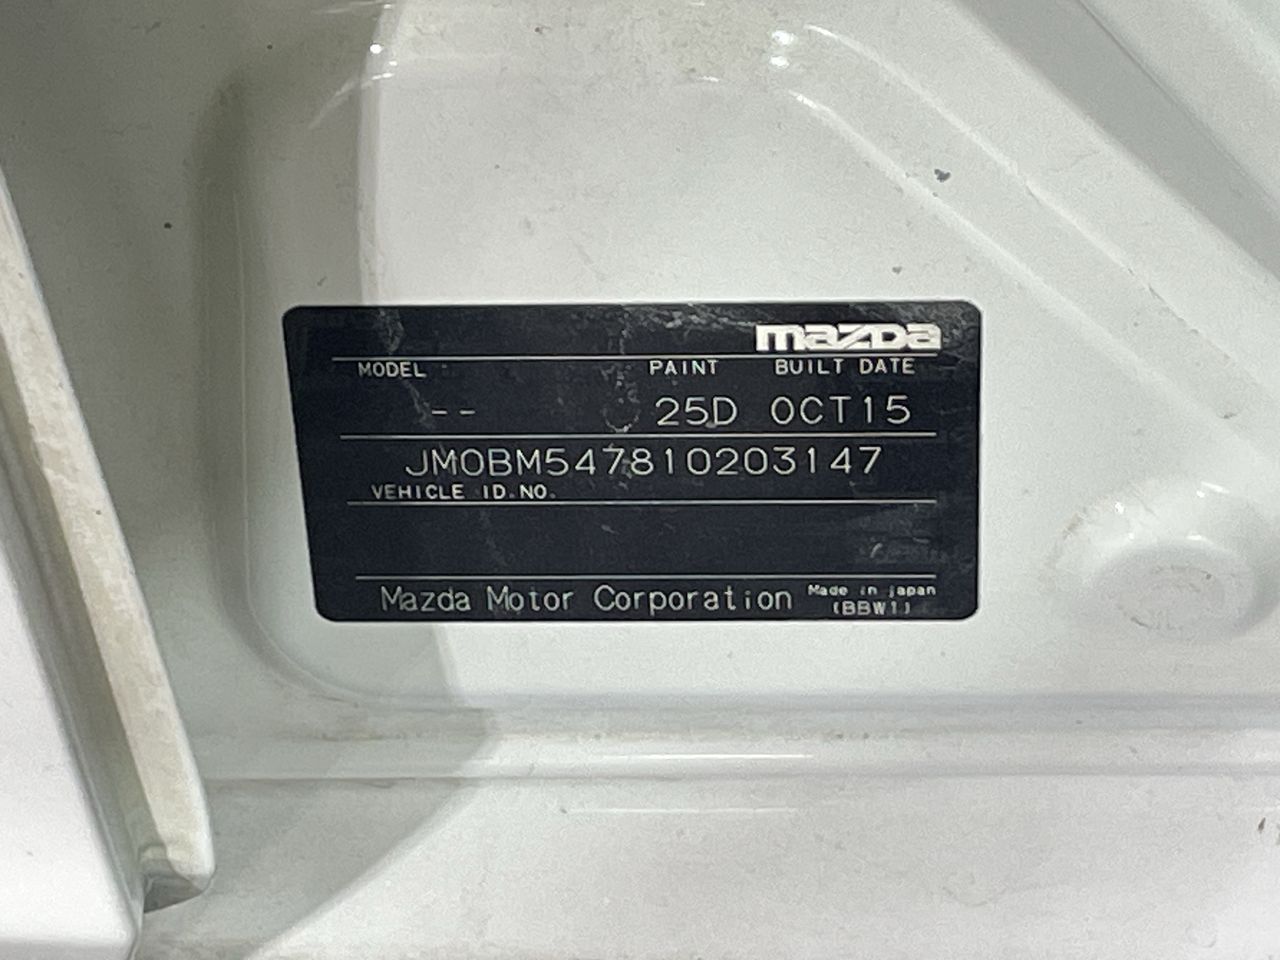 mazda
MODEL PAINT BUILT DATE
-- 25D OCT15
JM0BM547810203147
VEHICLE ID.NO.
Mazda Motor Corporation Made in japan
(BBW1)